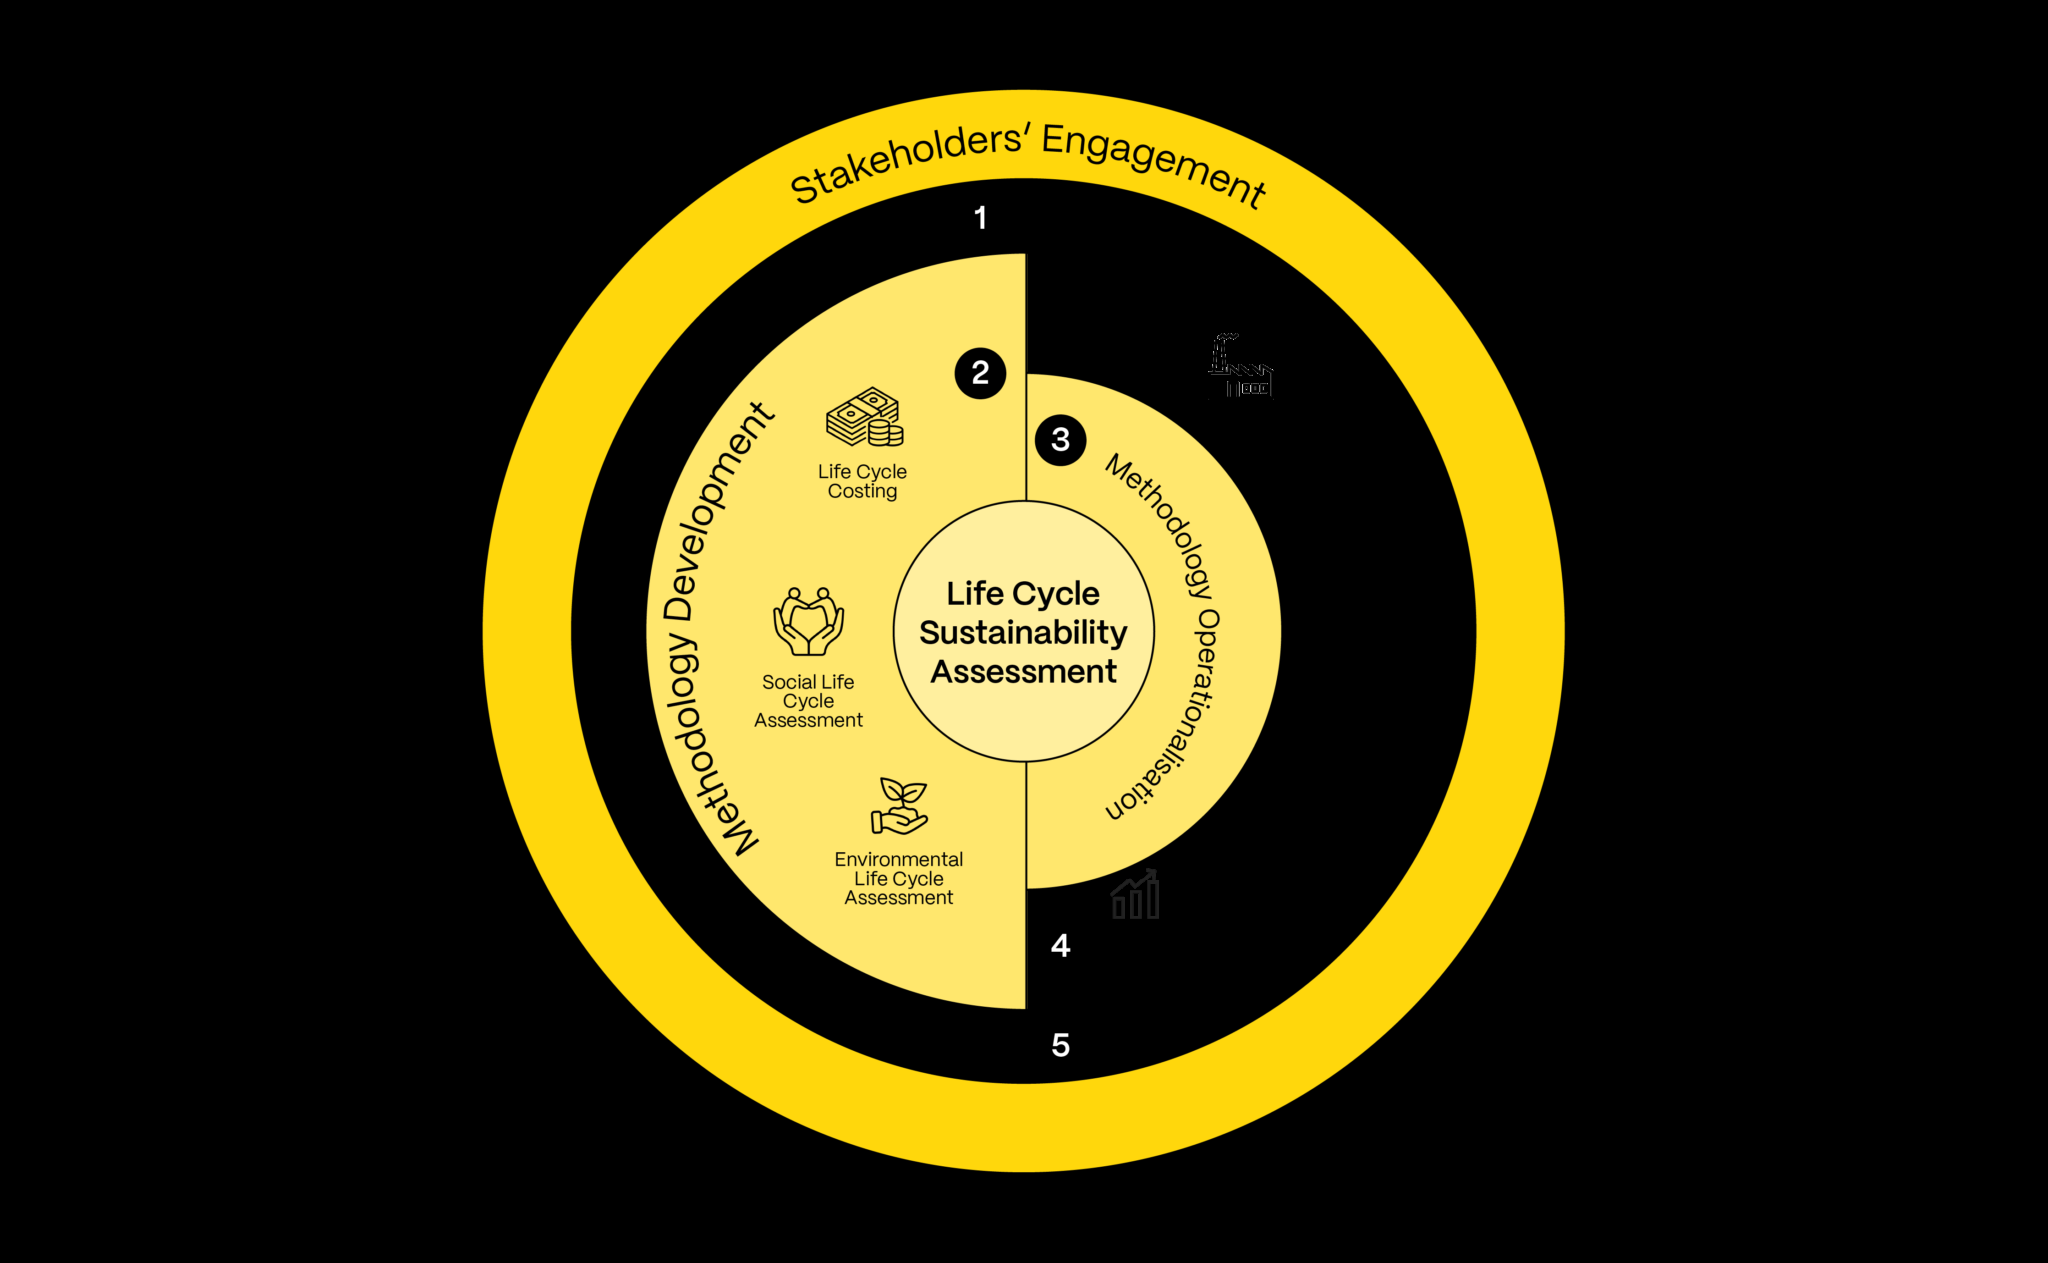 Stakeholders’ Engagement
1
2
3
Methodology Development
Life Cycle
Costing
Social Life
Cycle
Assessment
Environmental
Life Cycle
Assessment
Life Cycle
Sustainability
Assessment
Methodology Operationalisation
4
5